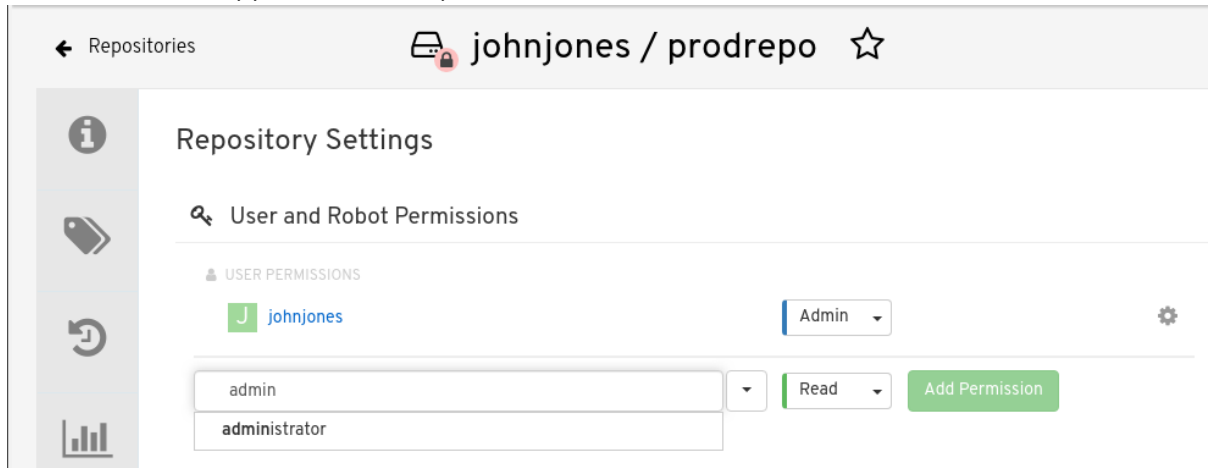 Repositories
johnjones / prodrepo
Repository Settings
User and Robot Permissions
USER PERMISSIONS
J johnjones Admin
admin Read Add Permission
administrator